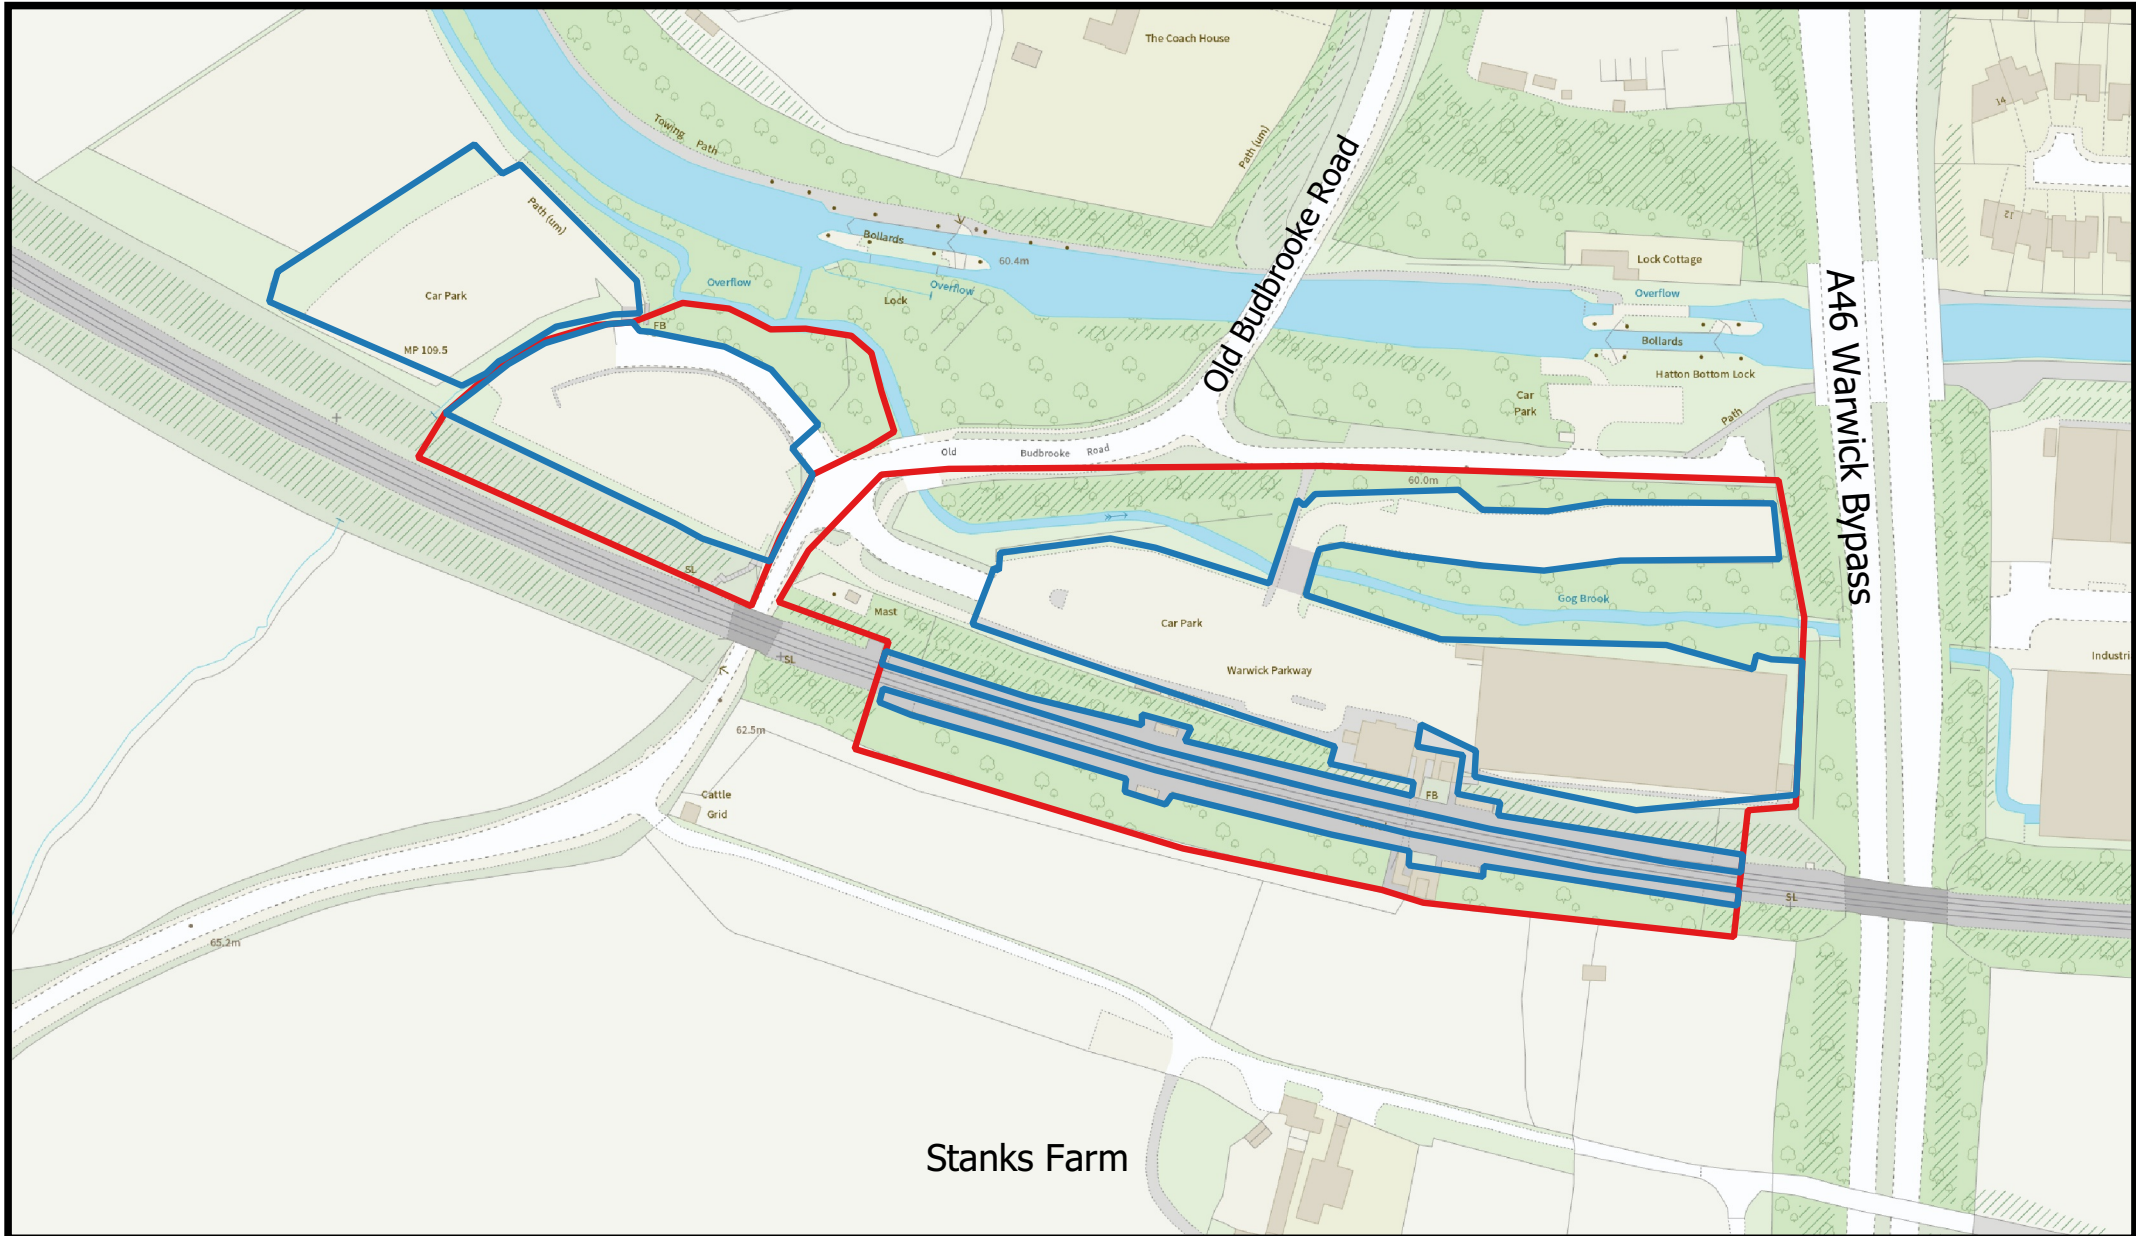 The Coach House
14
Towing
Path
Path (um)
Old Budbrooke Road
12
Path (um)
Bollards
60.4m
Lock Cottage
Overflow
Overflow
Overflow
Lock
Car Park
A46 Warwick Bypass
FB
Bollards
MP 109.5
Hatton Bottom Lock
Car
Park
Path
Old
Budbrooke
Road
60.0m
SL
Mast
Gog Brook
Car Park
SL
Warwick Parkway
62.5m
Cattle
Grid
FB
SL
65.2m
Stanks Farm